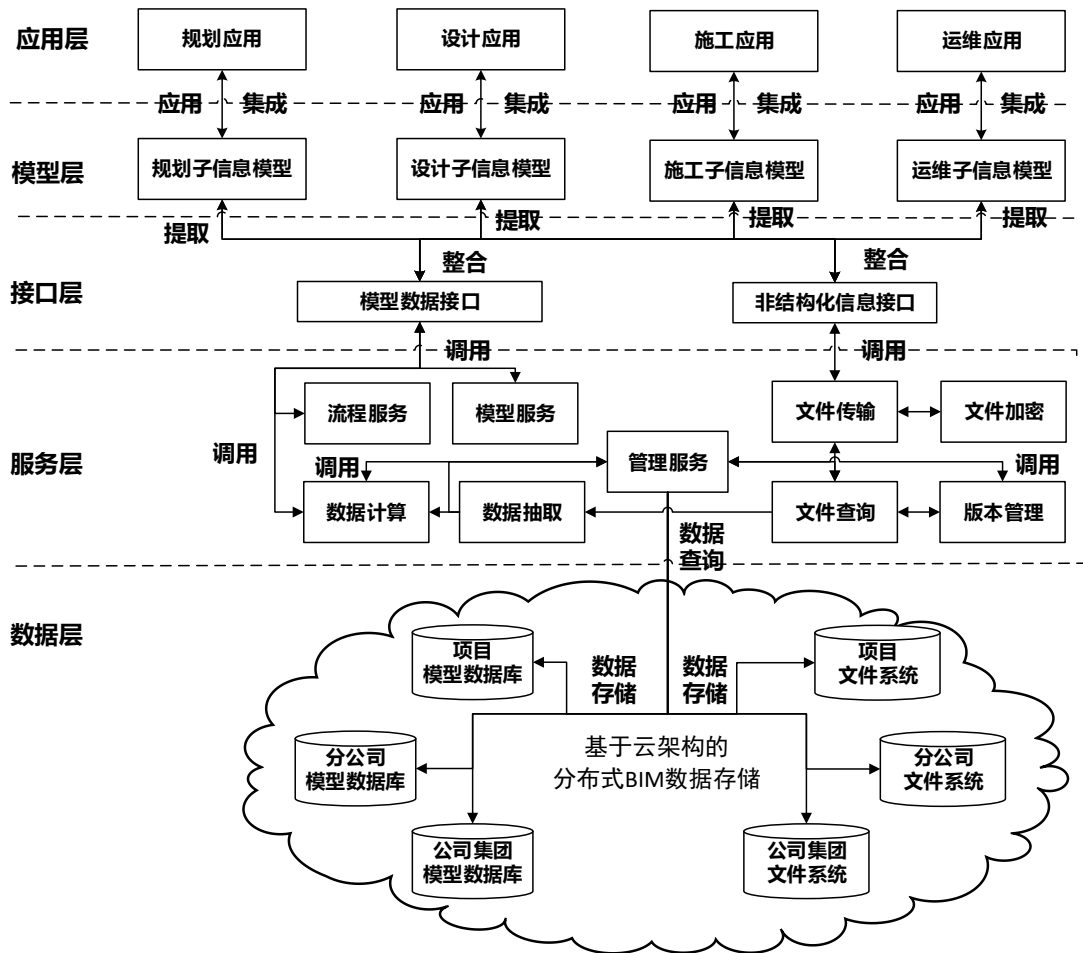 应用层
规划应用
设计应用
施工应用
运维应用
应用 集成
应用 集成
应用 集成
应用 集成
模型层
规划子信息模型
设计子信息模型
施工子信息模型
运维子信息模型
提取
提取
提取
提取
整合
整合
接口层
模型数据接口
非结构化信息接口
调用
调用
流程服务
模型服务
文件传输
文件加密
服务层
调用
调用
管理服务
调用
数据计算
数据抽取
文件查询
版本管理
数据
查询
数据层
项目
模型数据库
数据
存储
数据
存储
项目
文件系统
分公司
模型数据库
基于云架构的
分布式BIM数据存储
分公司
文件系统
公司集团
模型数据库
公司集团
文件系统